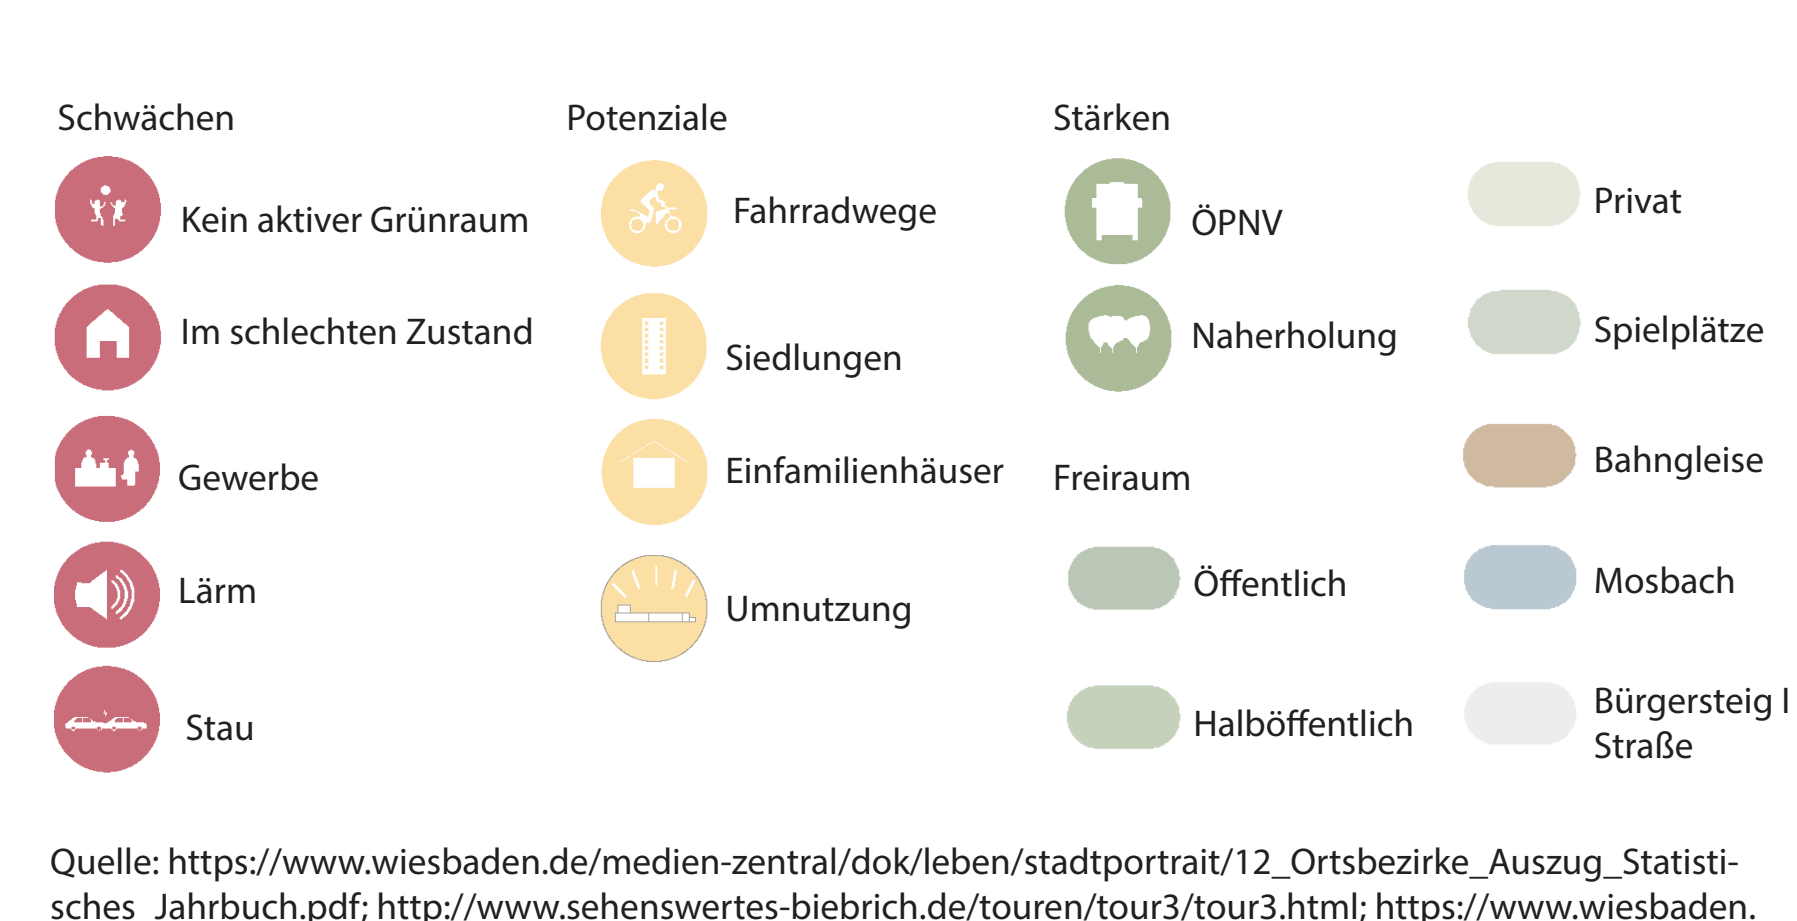 Schwächen
Kein aktiver Grünraum
Im schlechten Zustand
Gewerbe
Lärm
Stau
Potenziale
Fahrradwege
Siedlungen
Einfamilienhäuser
Umnutzung
Stärken
ÖPNV
Naherholung
Freiraum
Öffentlich
Halböffentlich
Privat
Spielplätze
Bahngleise
Mosbach
Bürgersteig I
Straße
Quelle: https://www.wiesbaden.de/medien-zentral/dok/leben/stadtportrait/12_Ortsbezirke_Auszug_Statisti-
sches_Jahrbuch.pdf; http://www.sehenswertes-biebrich.de/touren/tour3/tour3.html; https://www.wiesbaden.